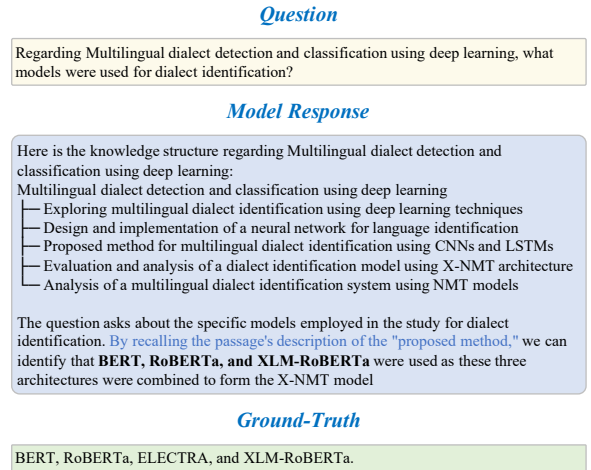 Question
Regarding Multilingual dialect detection and classification using deep learning, what
models were used for dialect identification?
Model Response
Here is the knowledge structure regarding Multilingual dialect detection and
classification using deep learning:
Multilingual dialect detection and classification using deep learning
├─ Exploring multilingual dialect identification using deep learning techniques
├─ Design and implementation of a neural network for language identification
├─ Proposed method for multilingual dialect identification using CNNs and LSTMs
├─ Evaluation and analysis of a dialect identification model using X-NMT architecture
└─ Analysis of a multilingual dialect identification system using NMT models
The question asks about the specific models employed in the study for dialect
identification. By recalling the passage's description of the "proposed method," we can
identify that BERT, RoBERTa, and XLM-RoBERTa were used as these three
architectures were combined to form the X-NMT model
Ground-Truth
BERT, RoBERTa, ELECTRA, and XLM-RoBERTa.